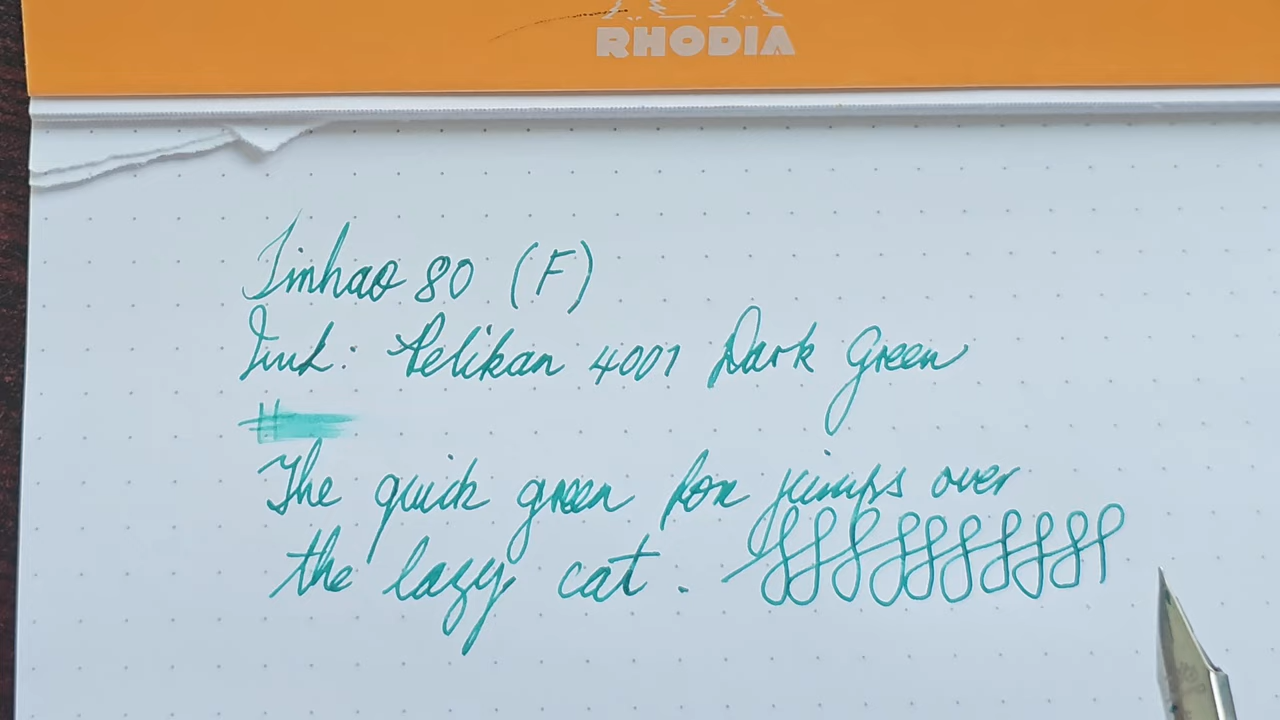 RHODIA
Jinhao 80 (F)
Ink: Pelikan 4001 Dark Green
The quick green fox jumps over
the lazy cat.